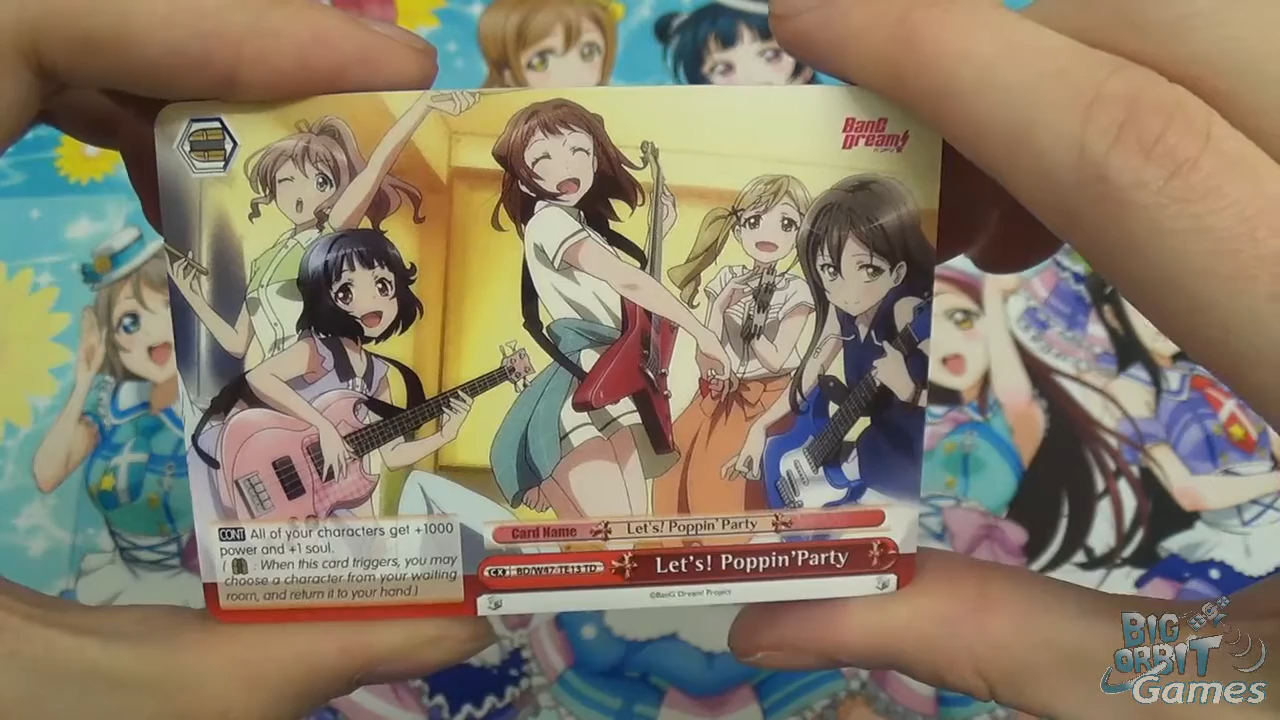 BanG
Dream!
CONT All of your characters get +1000
power and +1 soul.
( : When this card triggers, you may
choose a character from your waiting
room, and return it to your hand.)
Card Name Let's! Poppin'Party
CX BD/W47-TE13 TD Let's! Poppin'Party
©BanG Dream! Project
BIG
ORBIT
Games